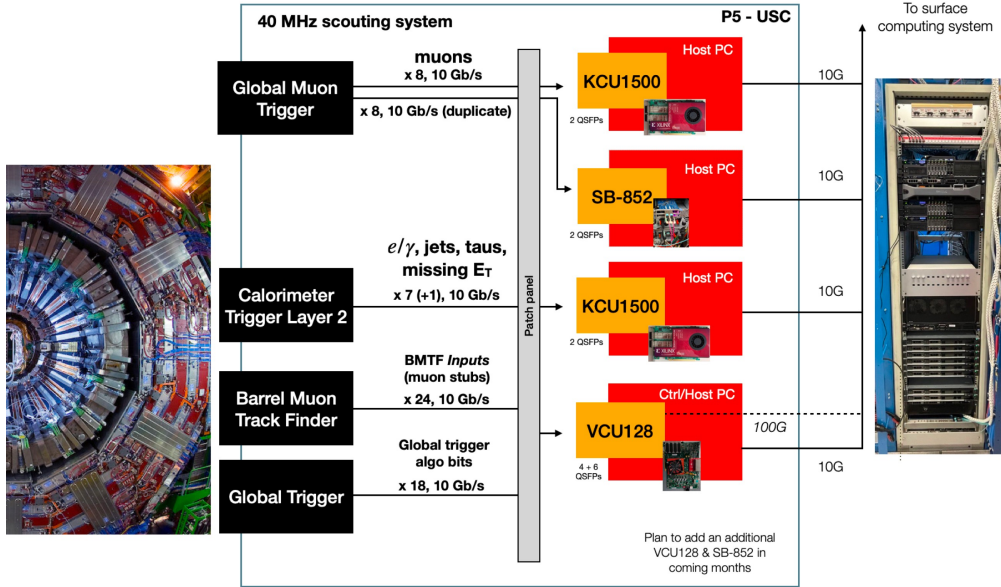 40 MHz scouting system
P5 - USC
To surface
computing system
Global Muon
Trigger
muons
x 8, 10 Gb/s
x 8, 10 Gb/s (duplicate)
Host PC
KCU1500
2 QSFPs
10G
Host PC
SB-852
2 QSFPs
10G
e/γ, jets, taus,
missing ET
Calorimeter
Trigger Layer 2
x 7 (+1), 10 Gb/s
Patch panel
Host PC
KCU1500
2 QSFPs
10G
BMTF Inputs
(muon stubs)
Barrel Muon
Track Finder
x 24, 10 Gb/s
Ctrl/Host PC
VCU128
4 + 6
QSFPs
100G
10G
Global trigger
algo bits
Global Trigger
x 18, 10 Gb/s
Plan to add an additional
VCU128 & SB-852 in
coming months